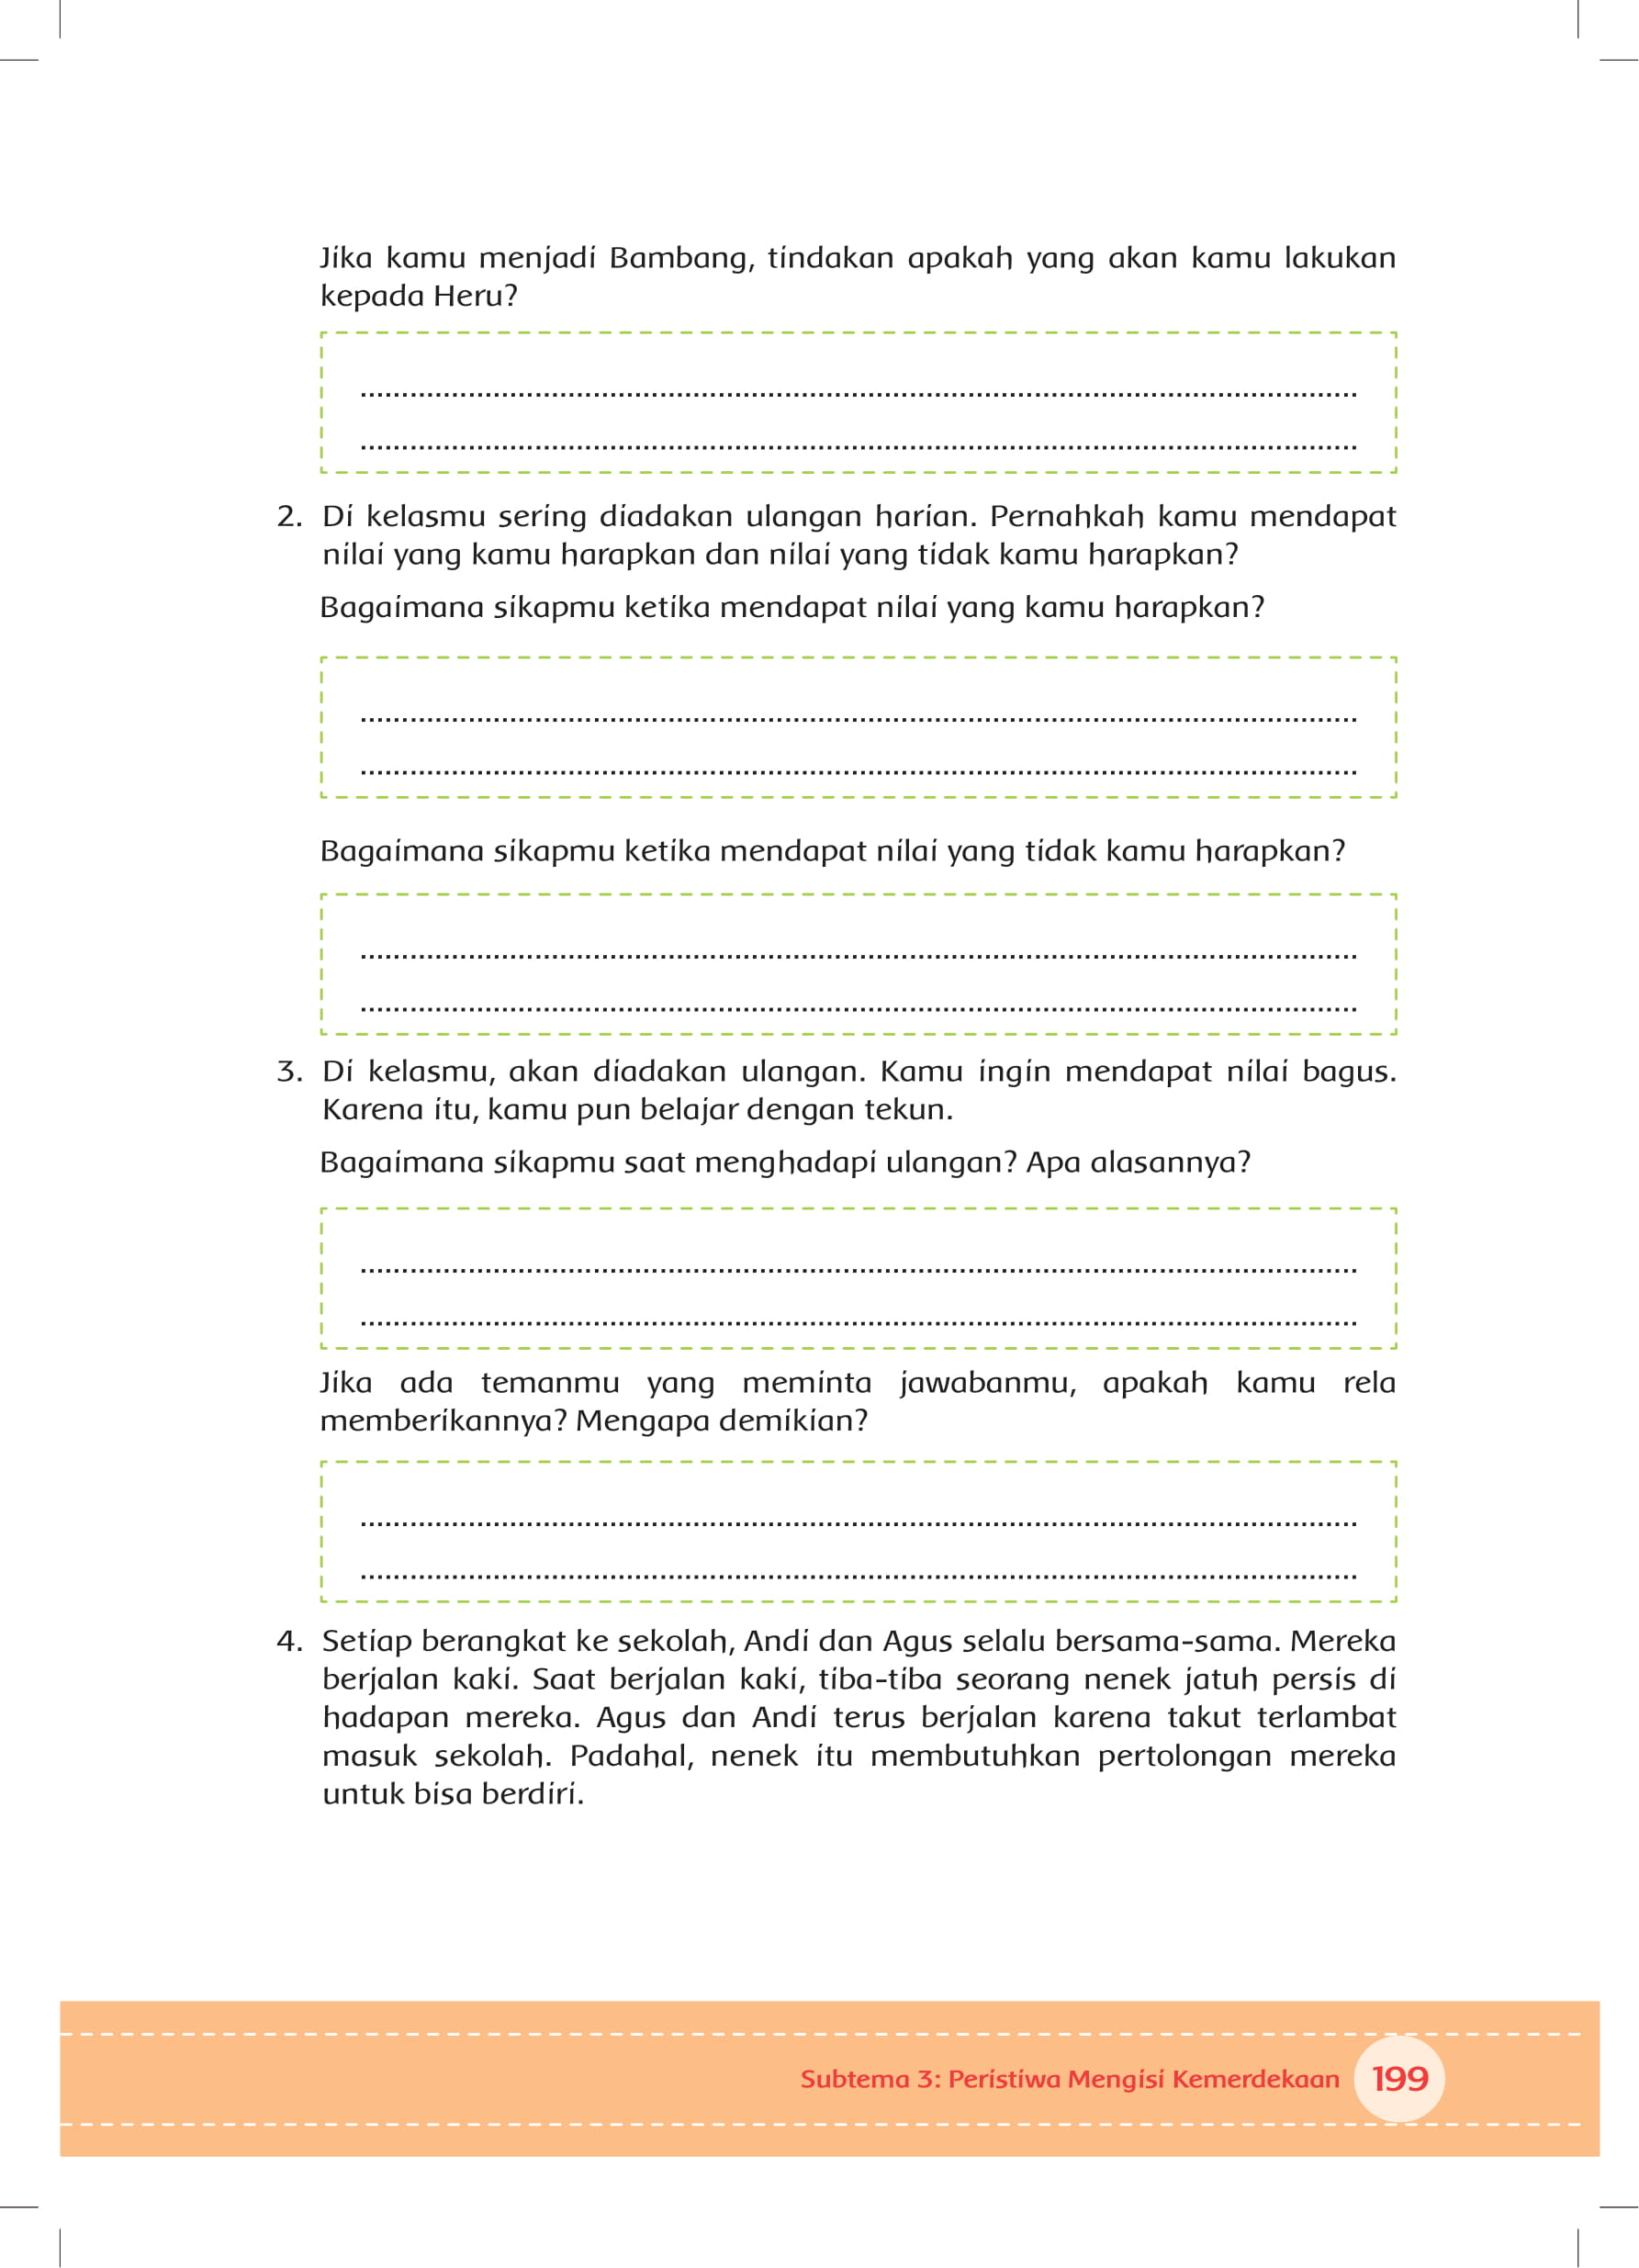 Jika kamu menjadi Bambang, tindakan apakah yang akan kamu lakukan
kepada Heru?
..............................................................................................................................
..............................................................................................................................
2. Di kelasmu sering diadakan ulangan harian. Pernahkah kamu mendapat
nilai yang kamu harapkan dan nilai yang tidak kamu harapkan?
Bagaimana sikapmu ketika mendapat nilai yang kamu harapkan?
..............................................................................................................................
..............................................................................................................................
Bagaimana sikapmu ketika mendapat nilai yang tidak kamu harapkan?
..............................................................................................................................
..............................................................................................................................
3. Di kelasmu, akan diadakan ulangan. Kamu ingin mendapat nilai bagus.
Karena itu, kamu pun belajar dengan tekun.
Bagaimana sikapmu saat menghadapi ulangan? Apa alasannya?
..............................................................................................................................
..............................................................................................................................
Jika ada temanmu yang meminta jawabanmu, apakah kamu rela
memberikannya? Mengapa demikian?
..............................................................................................................................
..............................................................................................................................
4. Setiap berangkat ke sekolah, Andi dan Agus selalu bersama-sama. Mereka
berjalan kaki. Saat berjalan kaki, tiba-tiba seorang nenek jatuh persis di
hadapan mereka. Agus dan Andi terus berjalan karena takut terlambat
masuk sekolah. Padahal, nenek itu membutuhkan pertolongan mereka
untuk bisa berdiri.
Subtema 3: Peristiwa Mengisi Kemerdekaan 199